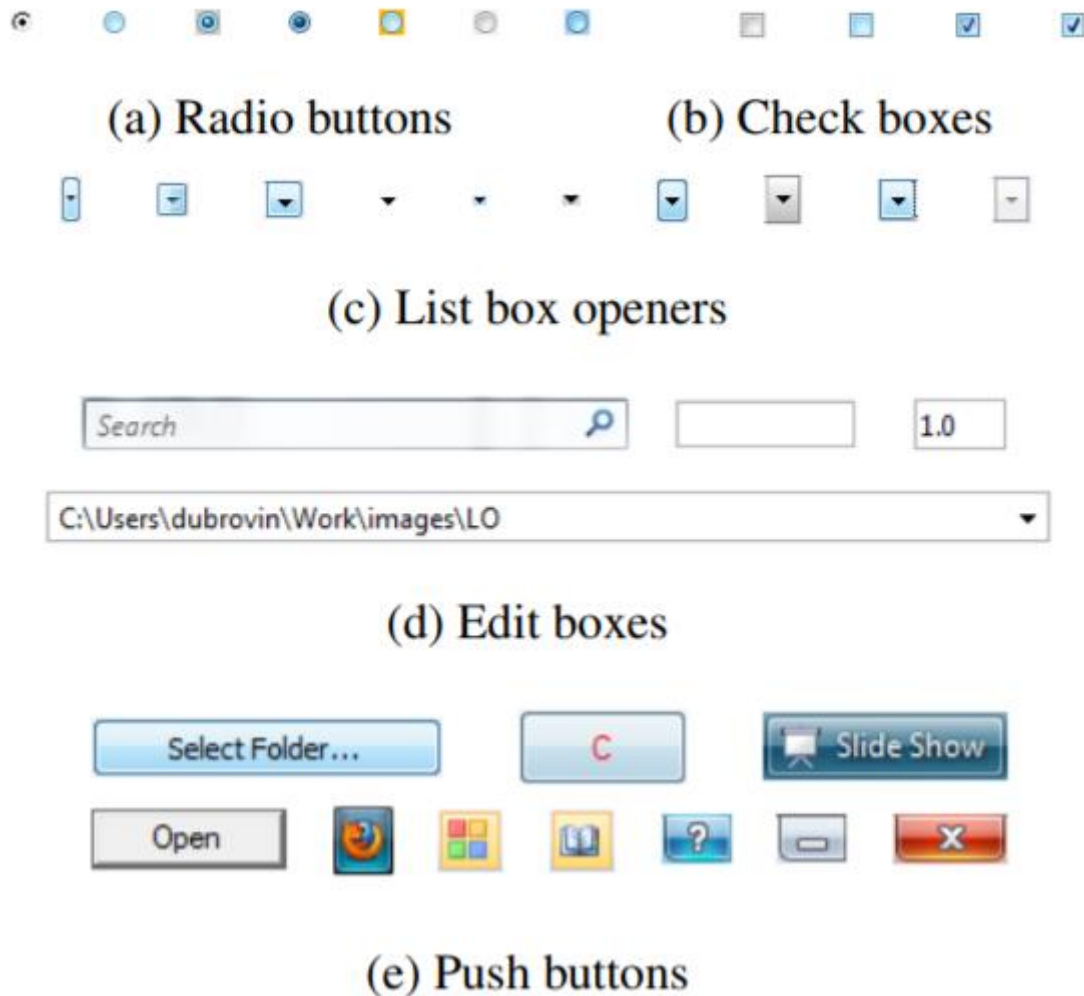 (a) Radio buttons (b) Check boxes
(c) List box openers
Search 1.0
C:\Users\dubrovin\Work\images\LO
(d) Edit boxes
Select Folder... C Slide Show
Open ?
(e) Push buttons